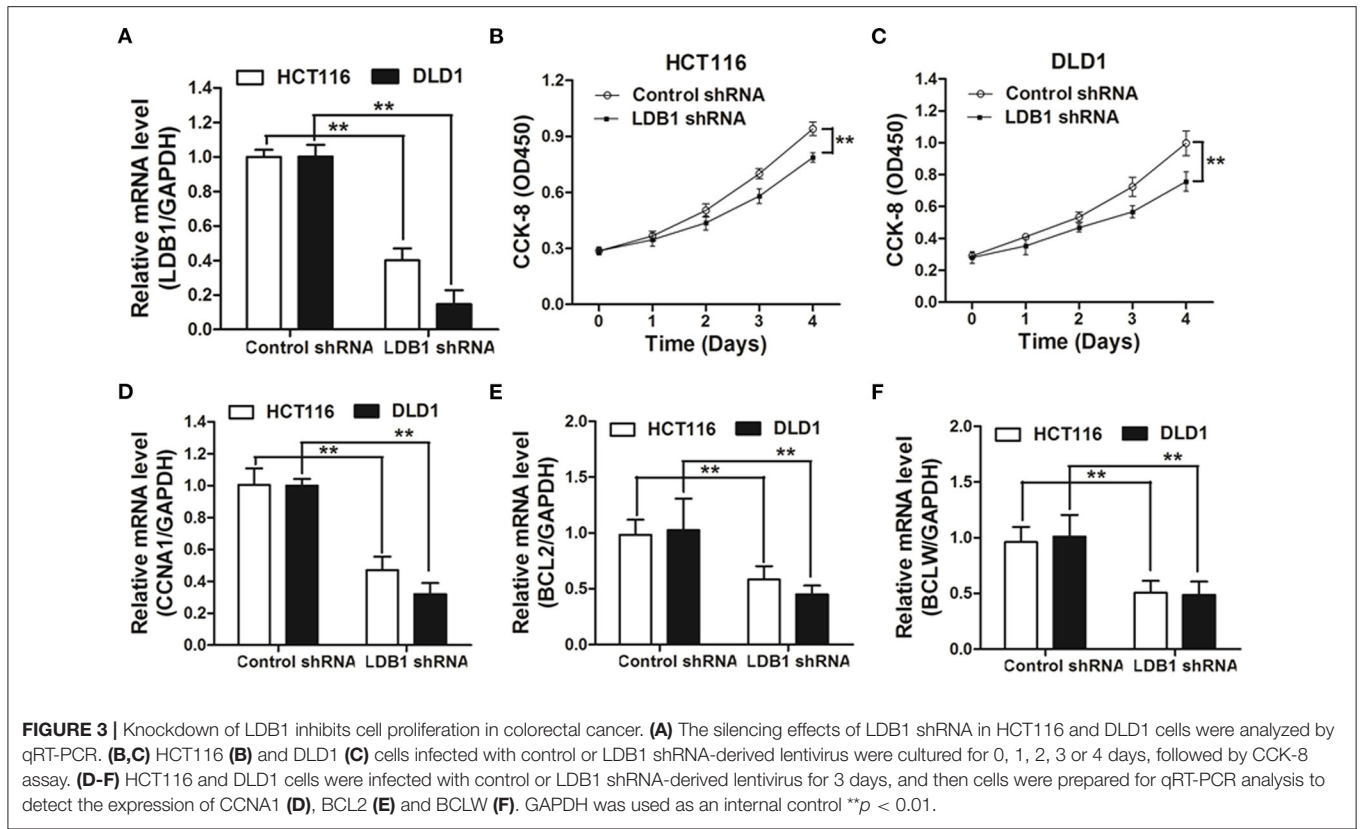 A
HCT116 DLD1
Relative mRNA level
(LDB1/GAPDH)
1.4
1.2
1.0
0.8
0.6
0.4
0.2
0.0
**
**
Control shRNA LDB1 shRNA
B
HCT116
Control shRNA
LDB1 shRNA
CCK-8 (OD450)
1.2
0.9
0.6
0.3
0.0
**
0 1 2 3 4
Time (Days)
C
DLD1
Control shRNA
LDB1 shRNA
CCK-8 (OD450)
1.4
1.2
1.0
0.8
0.6
0.4
0.2
0.0
**
0 1 2 3 4
Time (Days)
D
HCT116 DLD1
Relative mRNA level
(CCNA1/GAPDH)
1.4
1.2
1.0
0.8
0.6
0.4
0.2
0.0
**
**
Control shRNA LDB1 shRNA
E
HCT116 DLD1
Relative mRNA level
(BCL2/GAPDH)
2.0
1.5
1.0
0.5
0.0
**
**
Control shRNA LDB1 shRNA
F
HCT116 DLD1
Relative mRNA level
(BCLW/GAPDH)
2.0
1.5
1.0
0.5
0.0
**
**
Control shRNA LDB1 shRNA
FIGURE 3 | Knockdown of LDB1 inhibits cell proliferation in colorectal cancer. (A) The silencing effects of LDB1 shRNA in HCT116 and DLD1 cells were analyzed by
qRT-PCR. (B,C) HCT116 (B) and DLD1 (C) cells infected with control or LDB1 shRNA-derived lentivirus were cultured for 0, 1, 2, 3 or 4 days, followed by CCK-8
assay. (D-F) HCT116 and DLD1 cells were infected with control or LDB1 shRNA-derived lentivirus for 3 days, and then cells were prepared for qRT-PCR analysis to
detect the expression of CCNA1 (D), BCL2 (E) and BCLW (F). GAPDH was used as an internal control **p < 0.01.